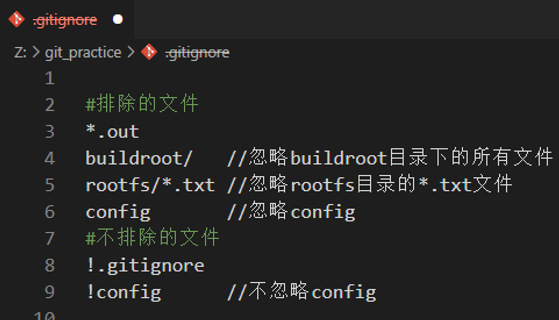 .gitignore
Z: > git_practice > .gitignore
1
2 #排除的文件
3 *.out
4 buildroot/ //忽略buildroot目录下的所有文件
5 rootfs/*.txt //忽略rootfs目录的*.txt文件
6 config //忽略config
7 #不排除的文件
8 !.gitignore
9 !config //不忽略config
10